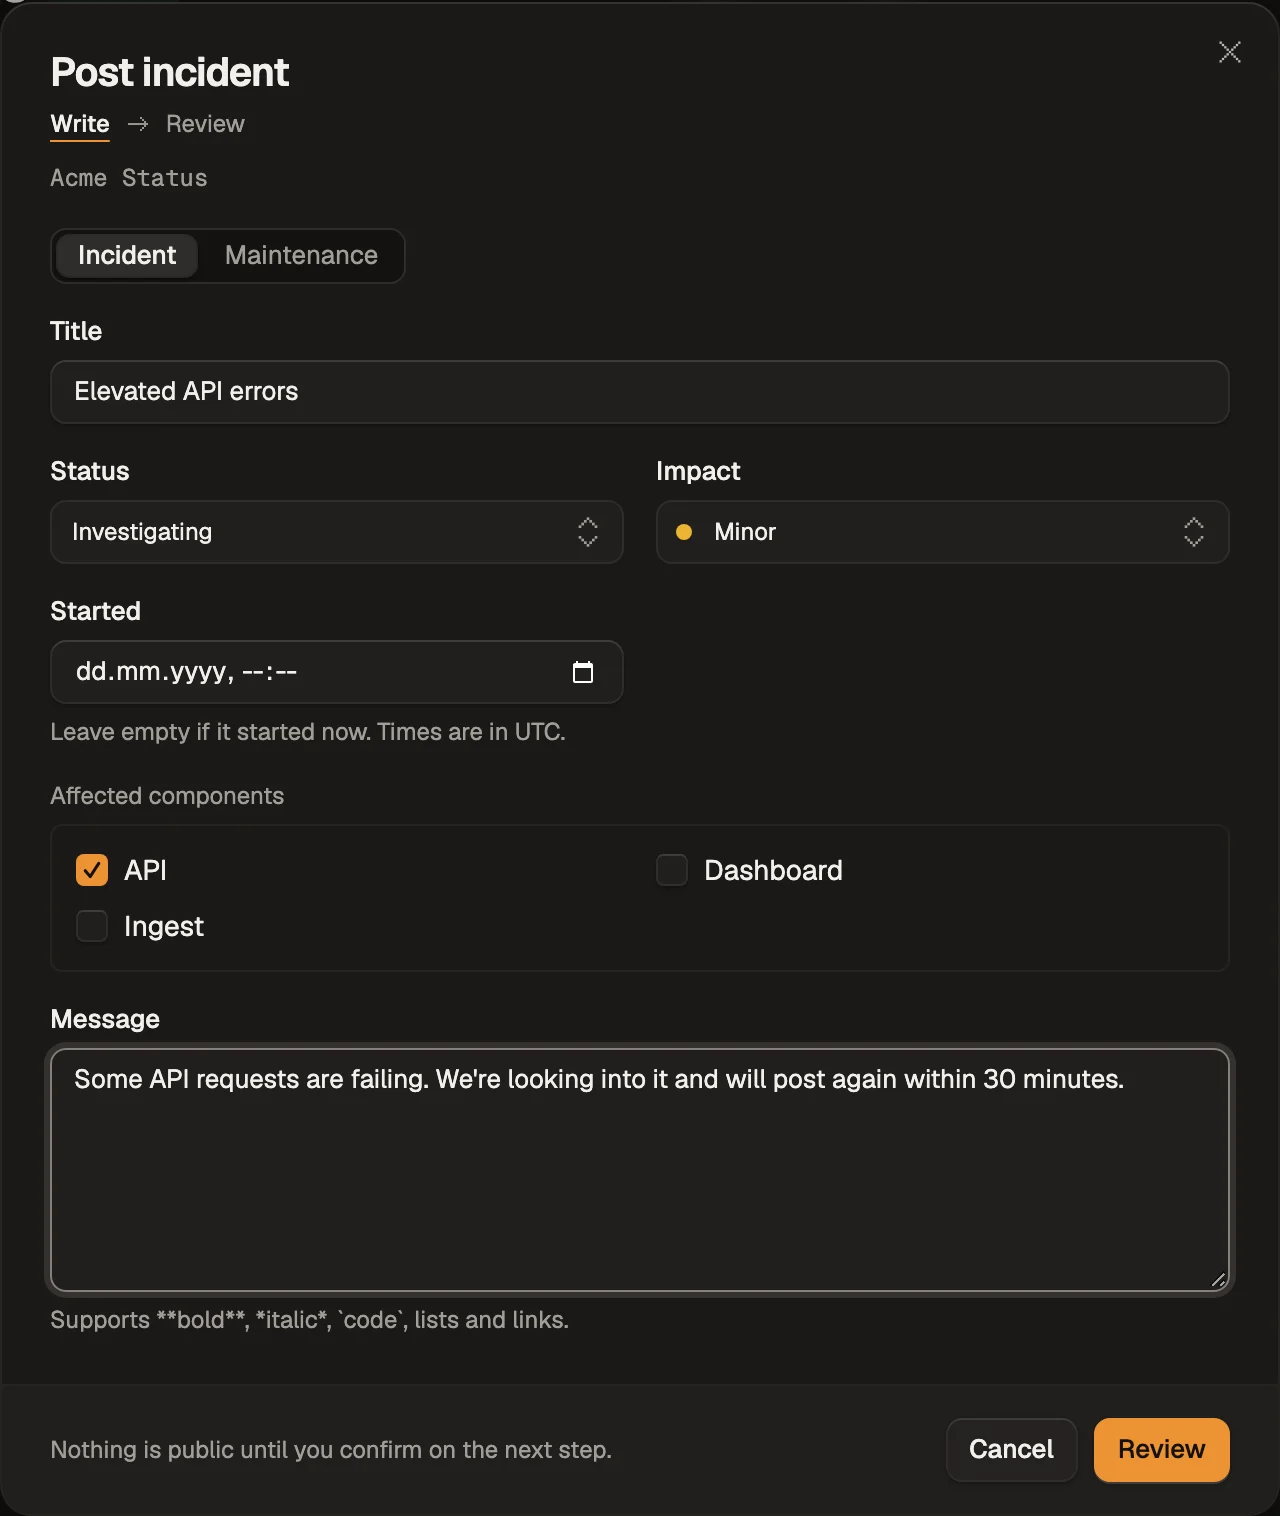 Post incident
Write → Review
Acme Status
Incident Maintenance
Title
Elevated API errors
Status Impact
Investigating Minor
Started
dd.mm.yyyy, --:--
Leave empty if it started now. Times are in UTC.
Affected components
API Dashboard
Ingest
Message
Some API requests are failing. We're looking into it and will post again within 30 minutes.
Supports **bold**, *italic*, `code`, lists and links.
Nothing is public until you confirm on the next step. Cancel Review